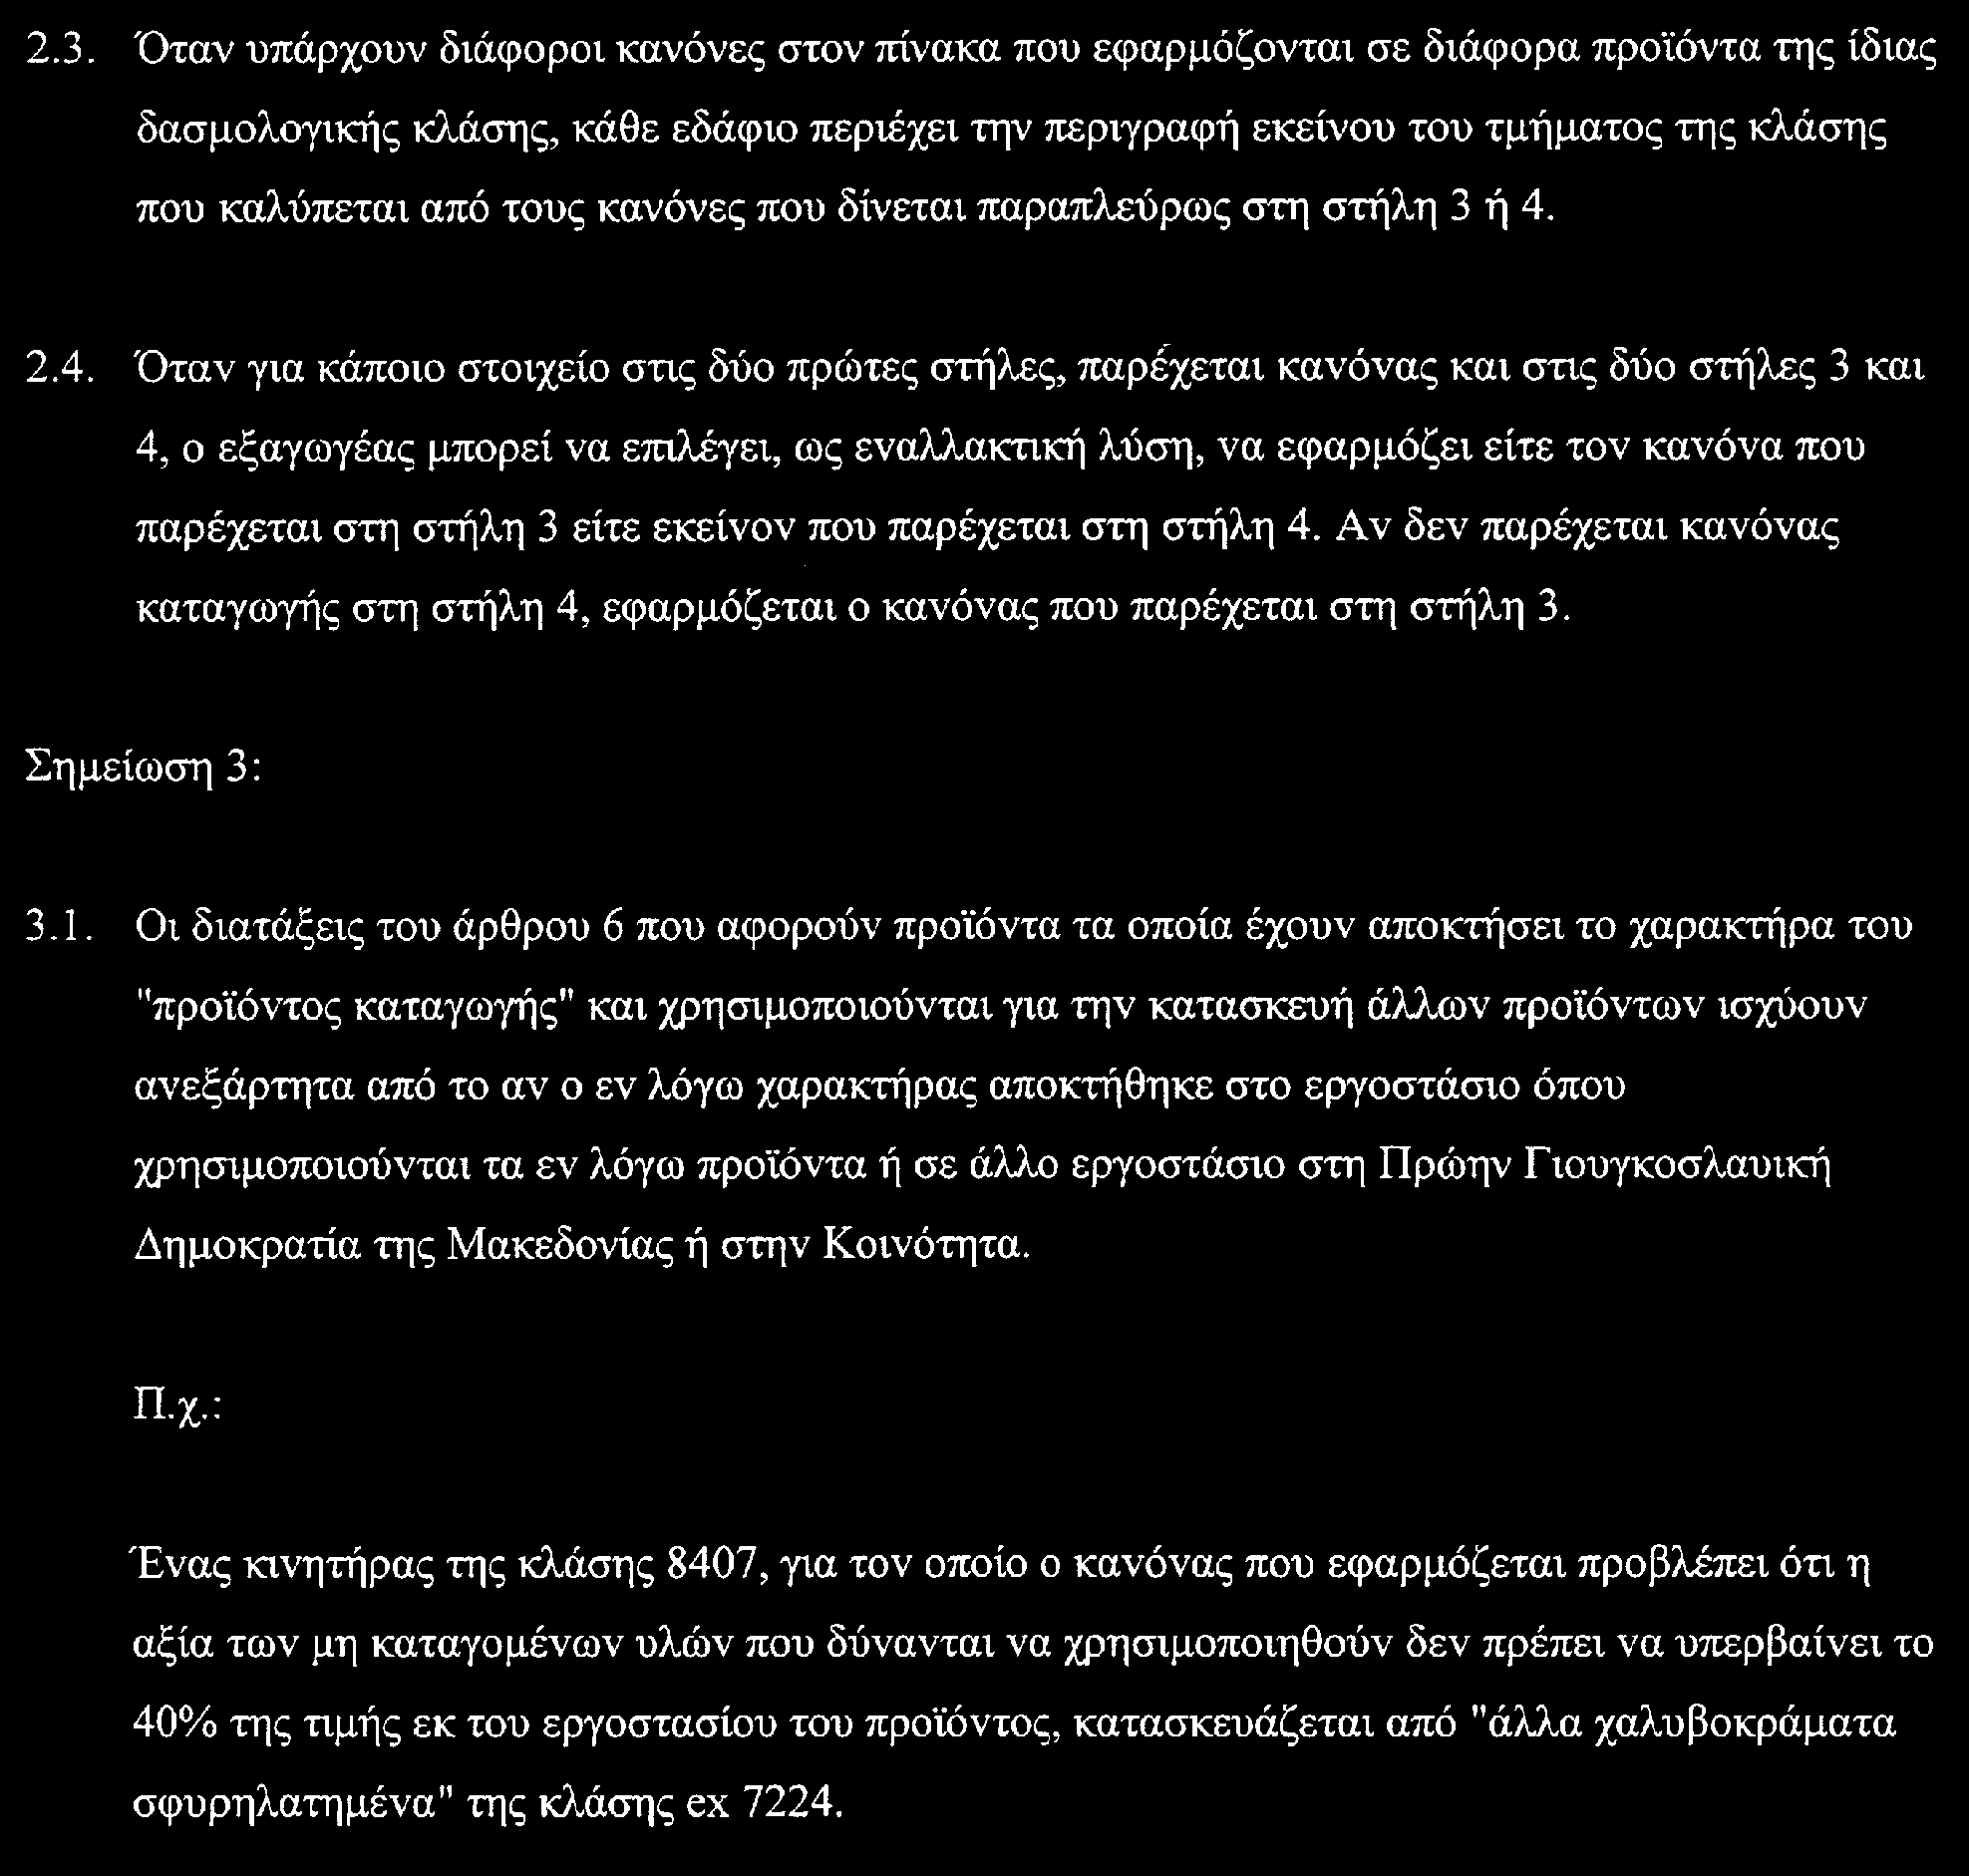 2.3. Όταν υπάρχουν διάφοροι κανόνες στον πίνακα που εφαρμόζονται σε διάφορα προϊόντα της ίδιας
δασμολογικής κλάσης, κάθε εδάφιο περιέχει την περιγραφή εκείνου του τμήματος της κλάσης
που καλύπεται από τους κανόνες που δίνεται παραπλεύρως στη στήλη 3 ή 4.
2.4. Όταν για κάποιο στοιχείο στις δύο πρώτες στήλες, παρέχεται κανόνας και στις δύο στήλες 3 και
4, ο εξαγωγέας μπορεί να επιλέγει, ως εναλλακτική λύση, να εφαρμόζει είτε τον κανόνα που
παρέχεται στη στήλη 3 είτε εκείνον που παρέχεται στη στήλη 4. Αν δεν παρέχεται κανόνας
καταγωγής στη στήλη 4, εφαρμόζεται ο κανόνας που παρέχεται στη στήλη 3.
Σημείωση 3:
3.1. Οι διατάξεις του άρθρου 6 που αφορούν προϊόντα τα οποία έχουν αποκτήσει το χαρακτήρα του
"προϊόντος καταγωγής" και χρησιμοποιούνται για την κατασκευή άλλων προϊόντων ισχύουν
ανεξάρτητα από το αν ο εν λόγω χαρακτήρας αποκτήθηκε στο εργοστάσιο όπου
χρησιμοποιούνται τα εν λόγω προϊόντα ή σε άλλο εργοστάσιο στη Πρώην Γιουγκοσλαυική
Δημοκρατία της Μακεδονίας ή στην Κοινότητα.
Π.χ.:
Ένας κινητήρας της κλάσης 8407, για τον οποίο ο κανόνας που εφαρμόζεται προβλέπει ότι η
αξία των μη καταγομένων υλών που δύνανται να χρησιμοποιηθούν δεν πρέπει να υπερβαίνει το
40% της τιμής εκ του εργοστασίου του προϊόντος, κατασκευάζεται από "άλλα χαλυβοκράματα
σφυρηλατημένα" της κλάσης ex 7224.